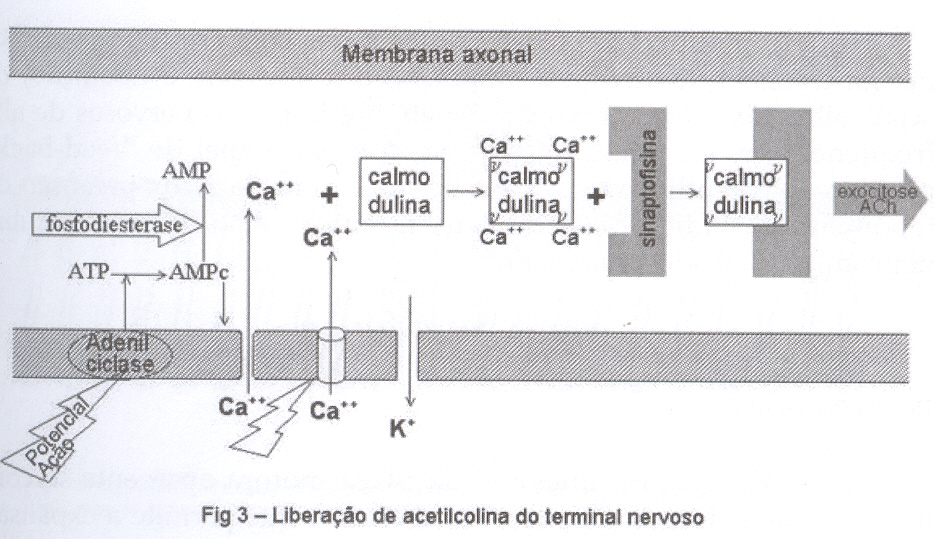 Membrana axonal
AMP
fosfodiesterase
ATP
AMPc
Adenil
ciclase
Potencial
Ação
Ca⁺⁺
+
Ca⁺⁺
Ca⁺⁺
Ca⁺⁺
K⁺
calmo
dulina
Ca⁺⁺ Ca⁺⁺
calmo
dulina
Ca⁺⁺ Ca⁺⁺
+
sinaptofisina
calmo
dulina
exocitose
ACh
Fig 3 – Liberação de acetilcolina do terminal nervoso